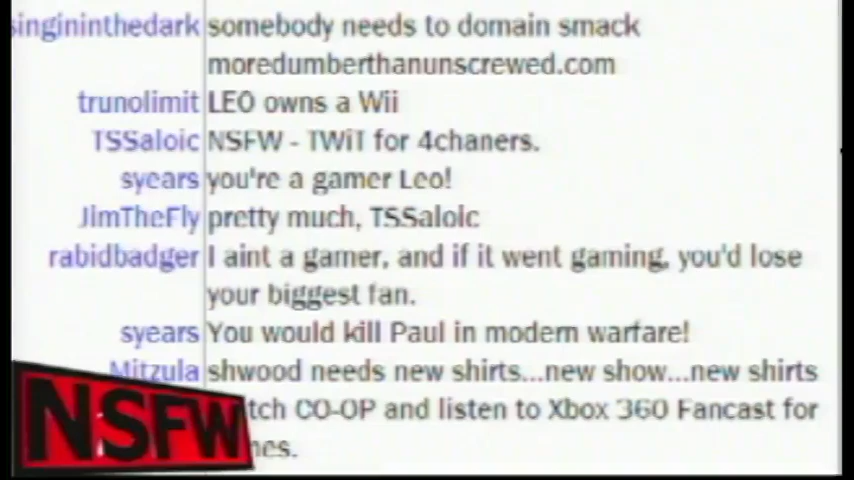 singininthedark somebody needs to domain smack
moredumberthanunscrewed.com
trunolimit LEO owns a Wii
TSSaloic NSFW - TWiT for 4chaners.
syears you're a gamer Leo!
JimTheFly pretty much, TSSaloic
rabidbadger I aint a gamer, and if it went gaming, you'd lose
your biggest fan.
syears You would kill Paul in modern warfare!
Mitzula shwood needs new shirts...new show...new shirts
CO-OP and listen to Xbox 360 Fancast for
NSFW